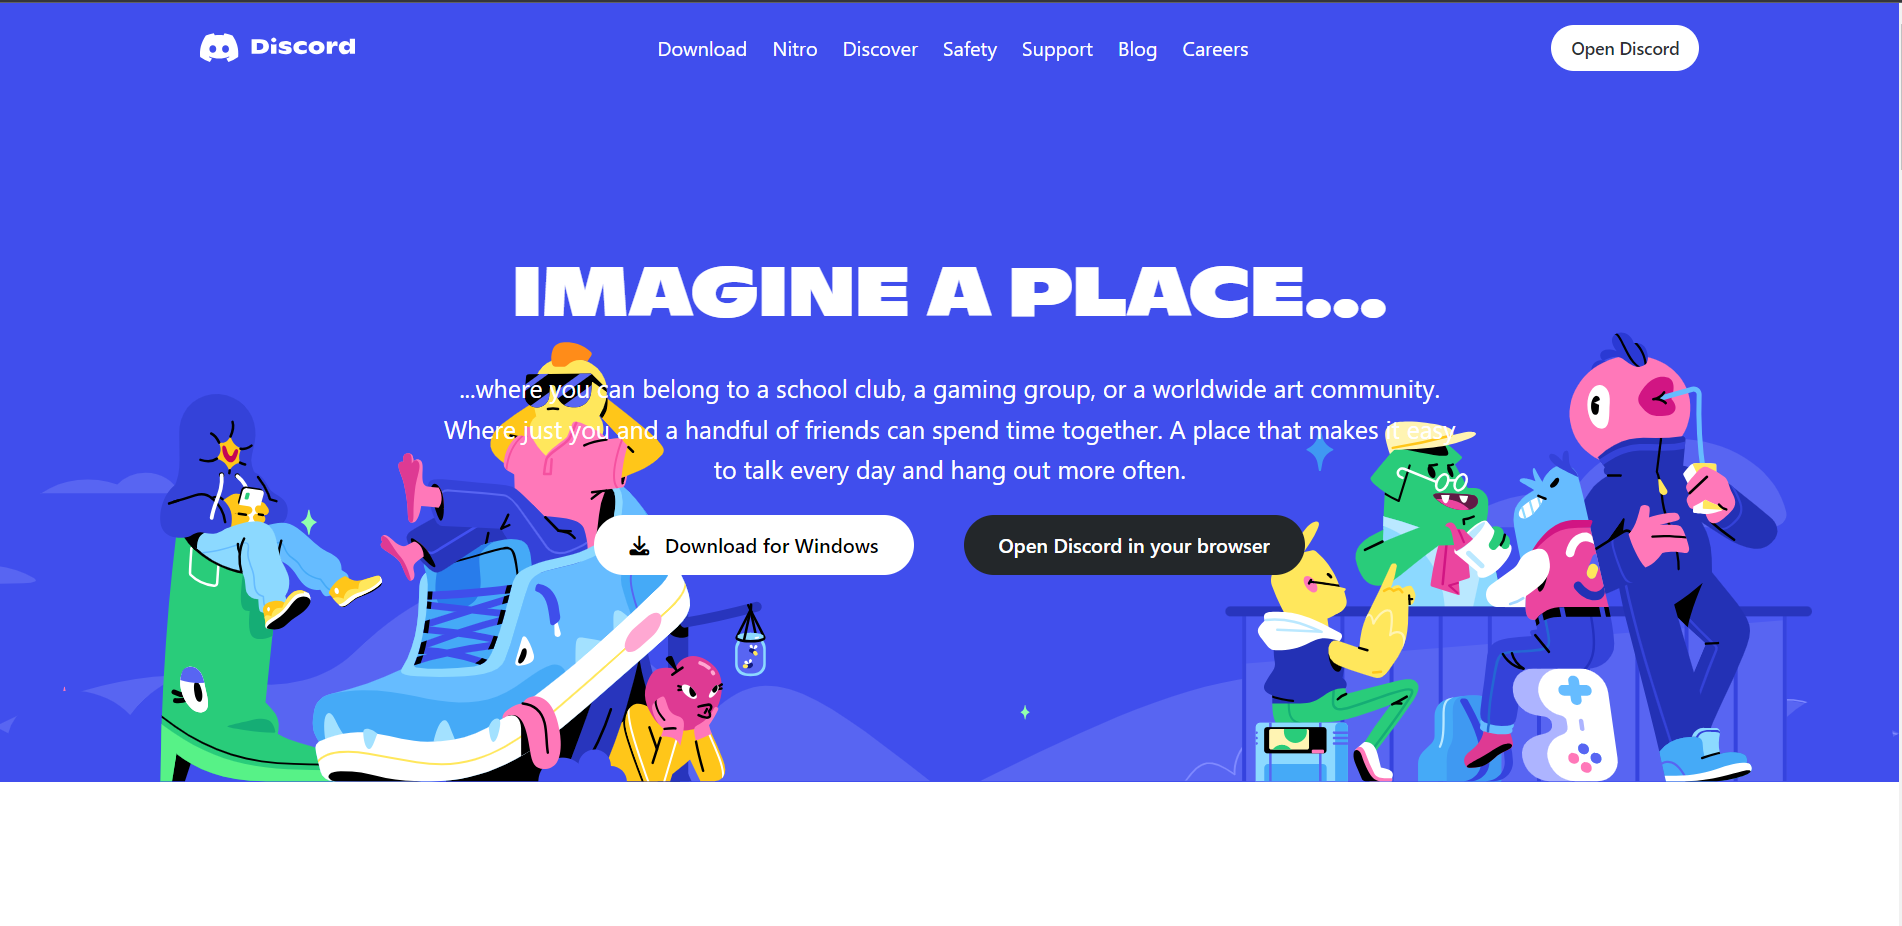 Discord
Download Nitro Discover Safety Support Blog Careers
Open Discord
IMAGINE A PLACE...
...where you can belong to a school club, a gaming group, or a worldwide art community.
Where just you and a handful of friends can spend time together. A place that makes it easy
to talk every day and hang out more often.
Download for Windows
Open Discord in your browser